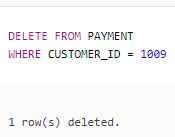 DELETE FROM PAYMENT
WHERE CUSTOMER_ID = 1009
1 row(s) deleted.